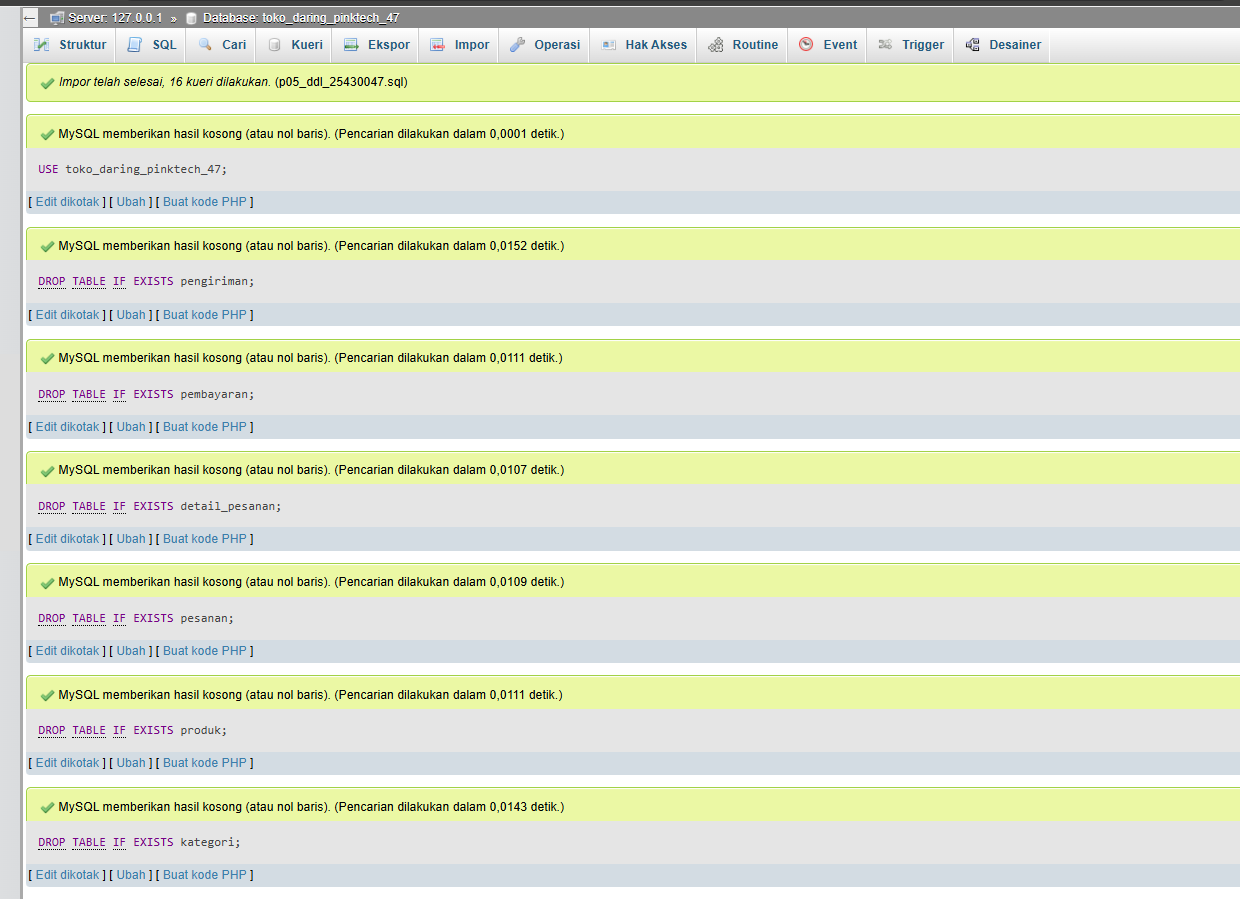 Server: 127.0.0.1 » Database: toko_daring_pinktech_47
Struktur SQL Cari Kueri Ekspor Impor Operasi Hak Akses Routine Event Trigger Desainer
Impor telah selesai, 16 kueri dilakukan. (p05_ddl_25430047.sql)
MySQL memberikan hasil kosong (atau nol baris). (Pencarian dilakukan dalam 0,0001 detik.)
USE toko_daring_pinktech_47;
[ Edit dikotak ] [ Ubah ] [ Buat kode PHP ]
MySQL memberikan hasil kosong (atau nol baris). (Pencarian dilakukan dalam 0,0152 detik.)
DROP TABLE IF EXISTS pengiriman;
[ Edit dikotak ] [ Ubah ] [ Buat kode PHP ]
MySQL memberikan hasil kosong (atau nol baris). (Pencarian dilakukan dalam 0,0111 detik.)
DROP TABLE IF EXISTS pembayaran;
[ Edit dikotak ] [ Ubah ] [ Buat kode PHP ]
MySQL memberikan hasil kosong (atau nol baris). (Pencarian dilakukan dalam 0,0107 detik.)
DROP TABLE IF EXISTS detail_pesanan;
[ Edit dikotak ] [ Ubah ] [ Buat kode PHP ]
MySQL memberikan hasil kosong (atau nol baris). (Pencarian dilakukan dalam 0,0109 detik.)
DROP TABLE IF EXISTS pesanan;
[ Edit dikotak ] [ Ubah ] [ Buat kode PHP ]
MySQL memberikan hasil kosong (atau nol baris). (Pencarian dilakukan dalam 0,0111 detik.)
DROP TABLE IF EXISTS produk;
[ Edit dikotak ] [ Ubah ] [ Buat kode PHP ]
MySQL memberikan hasil kosong (atau nol baris). (Pencarian dilakukan dalam 0,0143 detik.)
DROP TABLE IF EXISTS kategori;
[ Edit dikotak ] [ Ubah ] [ Buat kode PHP ]